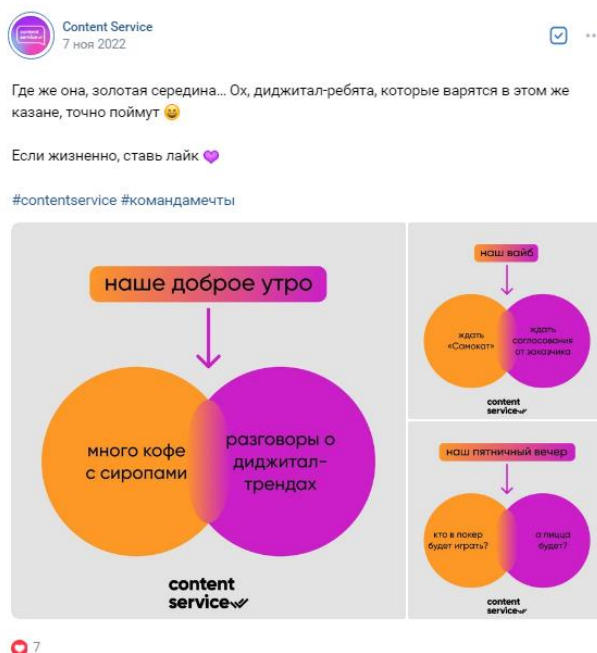 Content Service
7 ноя 2022
Где же она, золотая середина... Ох, диджитал-ребята, которые варятся в этом же
казане, точно поймут
Если жизненно, ставь лайк
#contentservice #командамечты
наше доброе утро
много кофе
с сиропами
разговоры о
диджитал-
трендах
content
service
наш вайб
ждать
«Самокат»
ждать
согласования
от заказчика
content
service
наш пятничный вечер
кто в покер
будет играть?
а пицца
будет?
content
service
7